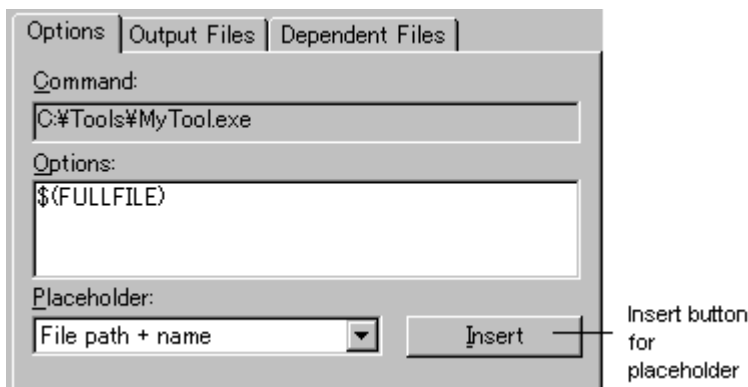 Options Output Files Dependent Files
Command:
C:¥Tools¥MyTool.exe
Options:
$(FULLFILE)
Placeholder:
File path + name Insert
Insert button
for
placeholder